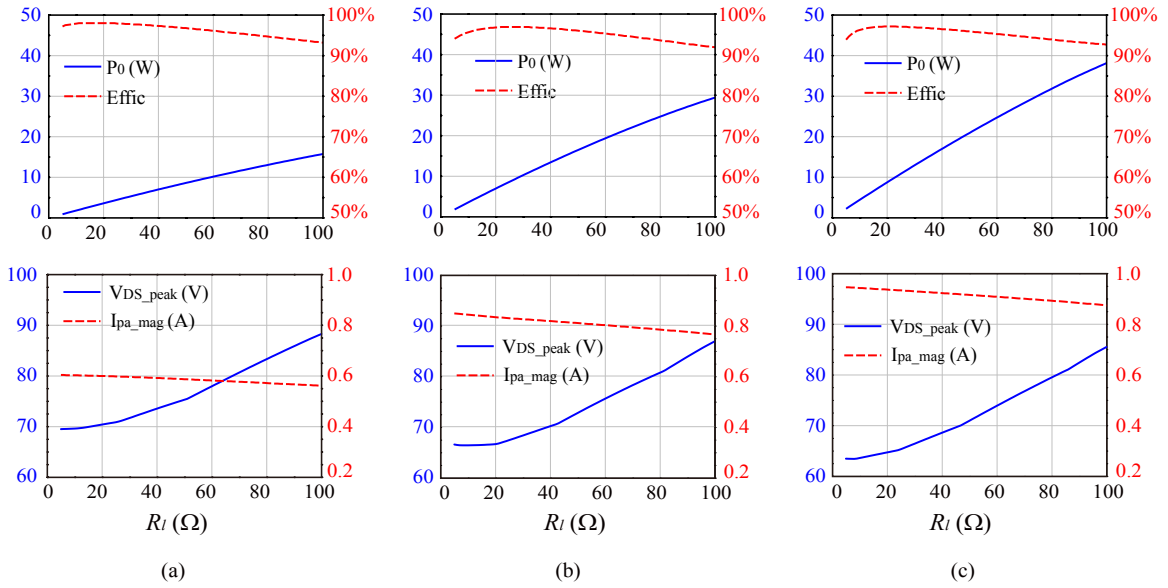 50 100% 50 100% 50 100%
40 90% 40 90% 40 90%
P0 (W) P0 (W) P0 (W)
30 Effic 80% 30 Effic 80% 30 Effic 80%
20 70% 20 70% 20 70%
10 60% 10 60% 10 60%
0 50% 0 50% 0 50%
0 20 40 60 80 100 0 20 40 60 80 100 0 20 40 60 80 100
100 1.0 100 1.0 100 1.0
VDS_peak (V)
90 Ipa_mag (A) 0.8 90 0.8 90 0.8
VDS_peak (V) VDS_peak (V)
80 0.6 80 Ipa_mag (A) 0.6 80 Ipa_mag (A) 0.6
70 0.4 70 0.4 70 0.4
60 0.2 60 0.2 60 0.2
0 20 40 60 80 100 0 20 40 60 80 100 0 20 40 60 80 100
Rl (Ω) Rl (Ω) Rl (Ω)
(a) (b) (c)